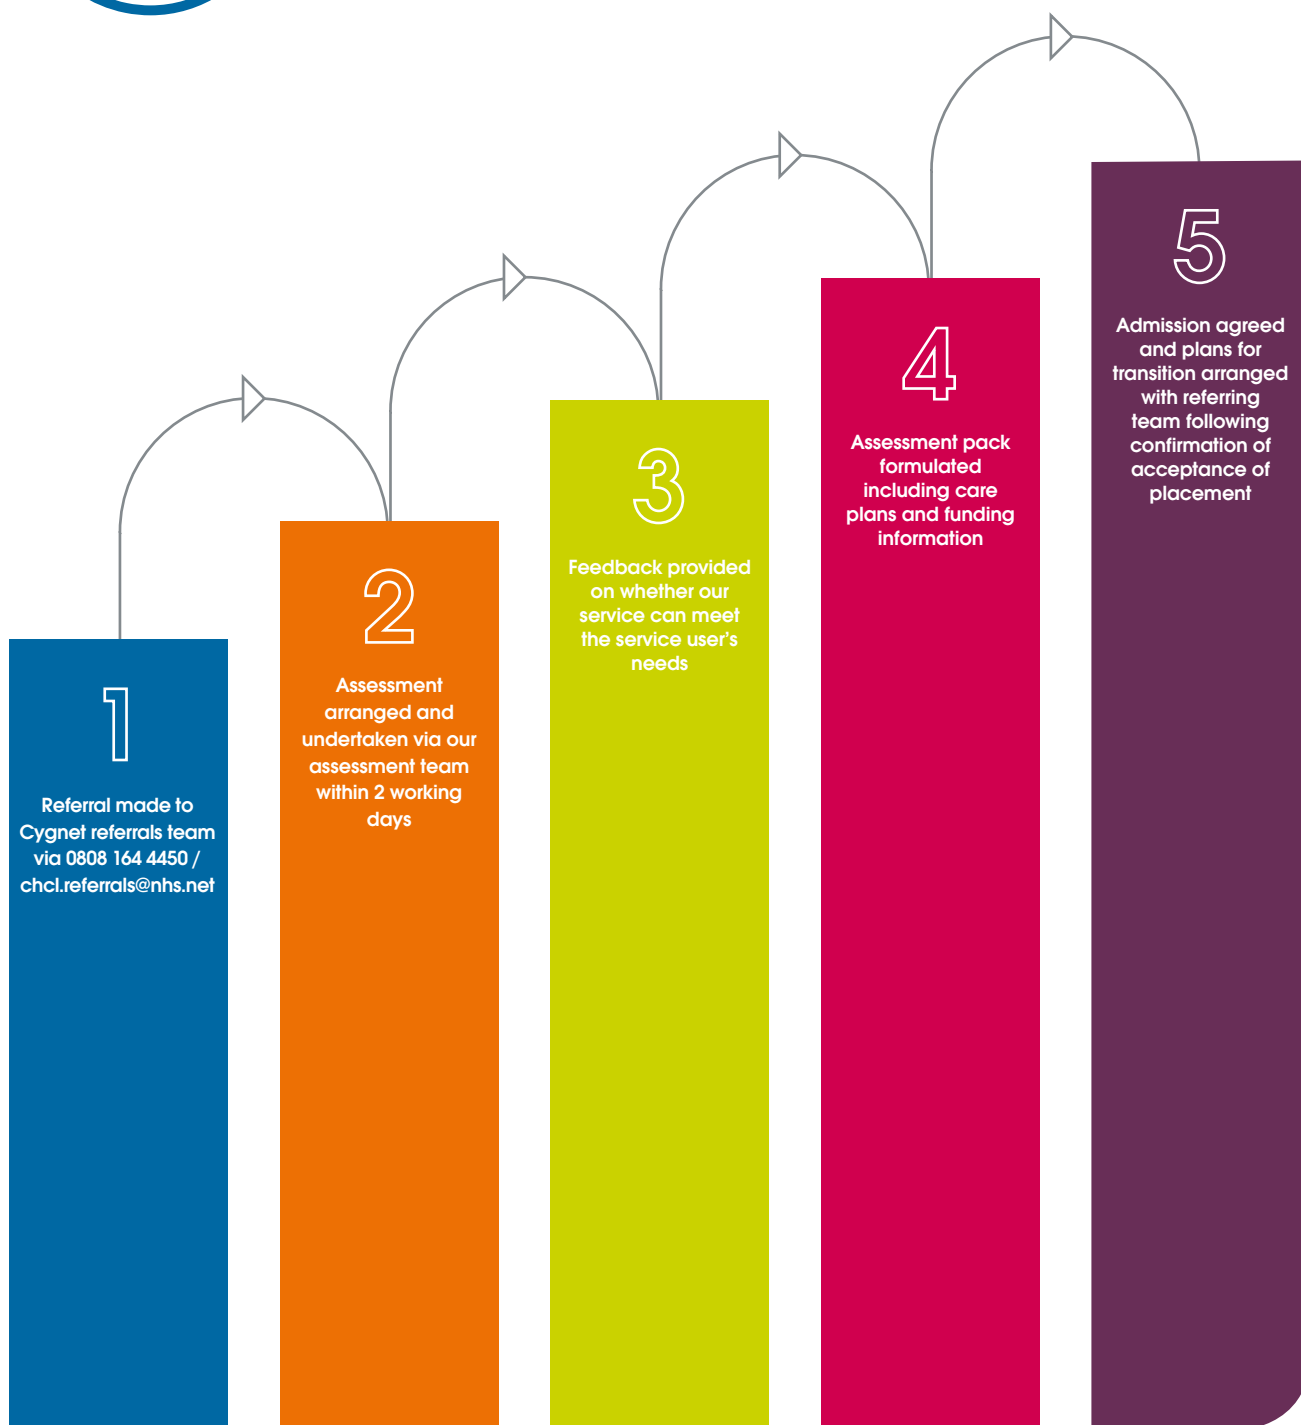 1
Referral made to
Cygnet referrals team
via 0808 164 4450 /
chcl.referrals@nhs.net
2
Assessment
arranged and
undertaken via our
assessment team
within 2 working
days
3
Feedback provided
on whether our
service can meet
the service user's
needs
4
Assessment pack
formulated
including care
plans and funding
information
5
Admission agreed
and plans for
transition arranged
with referring
team following
confirmation of
acceptance of
placement